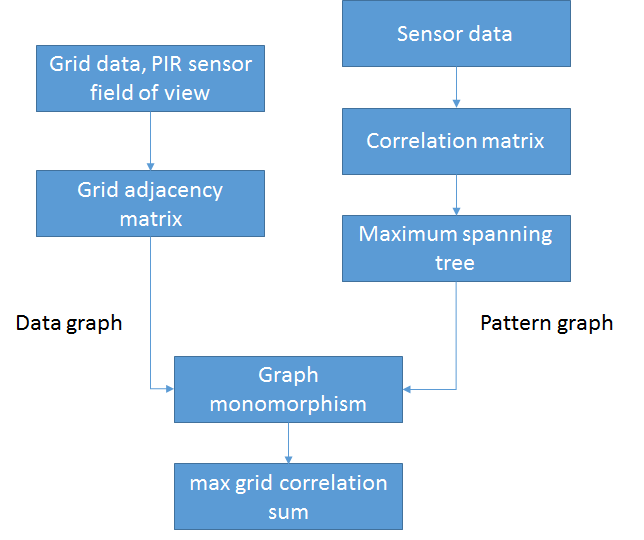 Sensor data
Grid data, PIR sensor
field of view
Correlation matrix
Grid adjacency
matrix
Maximum spanning
tree
Data graph
Pattern graph
Graph
monomorphism
max grid correlation
sum